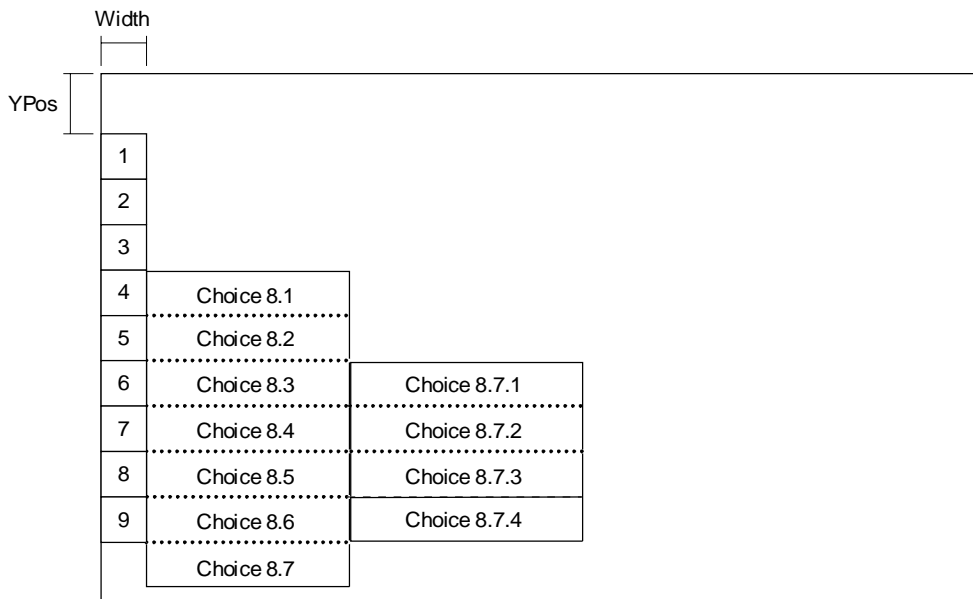 Width
YPos
1
2
3
4 Choice 8.1
5 Choice 8.2
6 Choice 8.3 Choice 8.7.1
7 Choice 8.4 Choice 8.7.2
8 Choice 8.5 Choice 8.7.3
9 Choice 8.6 Choice 8.7.4
Choice 8.7